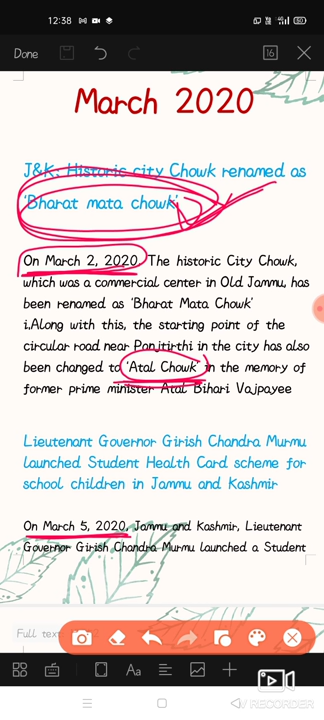 12:38
Done
16
March 2020
J&K: Historic city Chowk renamed as
'Bharat mata chowk'
On March 2, 2020 The historic City Chowk,
which was a commercial center in Old Jammu, has
been renamed as 'Bharat Mata Chowk'
i.Along with this, the starting point of the
circular road near Panjtirthi in the city has also
been changed to 'Atal Chowk' in the memory of
former prime minister Atal Bihari Vajpayee
Lieutenant Governor Girish Chandra Murmu
launched Student Health Card scheme for
school children in Jammu and Kashmir
On March 5, 2020, Jammu and Kashmir, Lieutenant
Governor Girish Chandra Murmu launched a Student
Full text
Aa
RECORDER